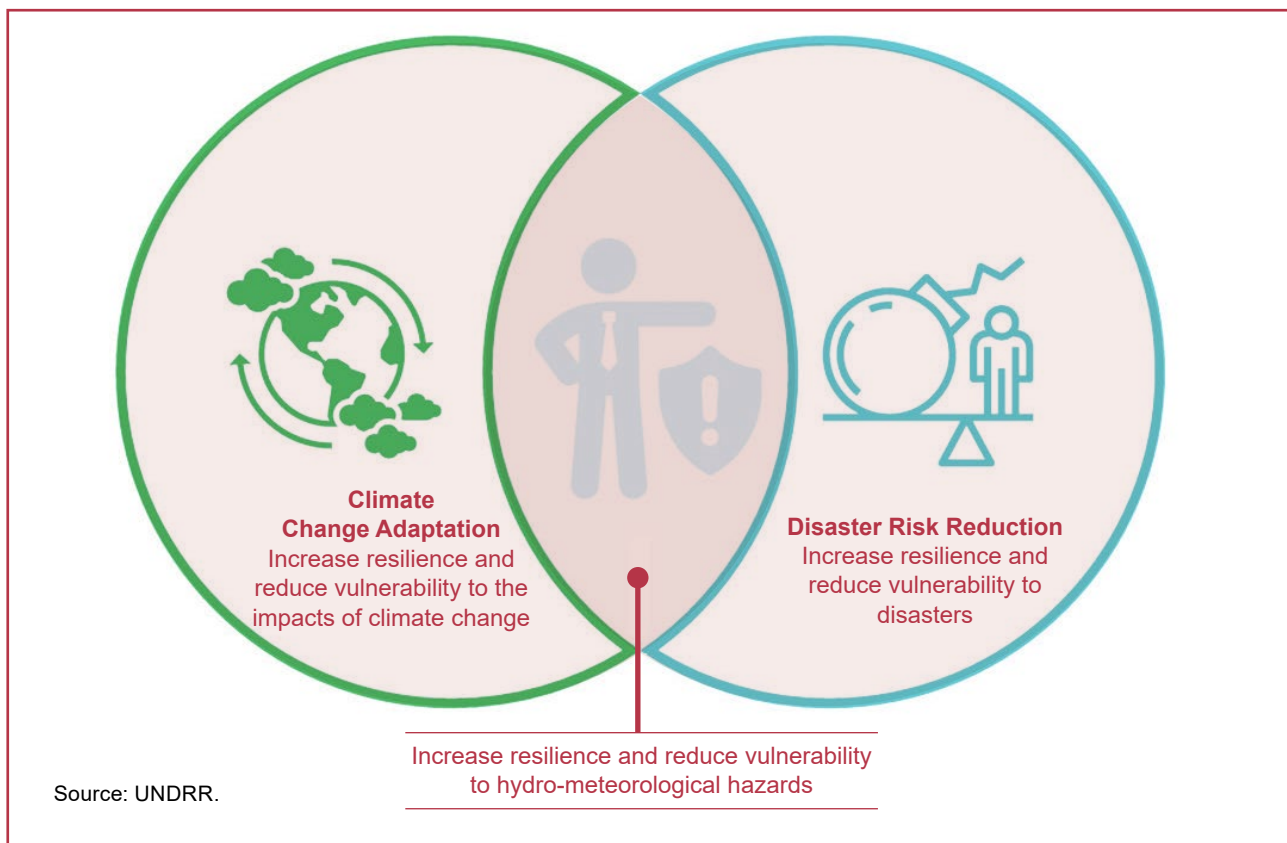 Climate
Change Adaptation
Increase resilience and
reduce vulnerability to the
impacts of climate change
Disaster Risk Reduction
Increase resilience and
reduce vulnerability to
disasters
Increase resilience and reduce vulnerability
to hydro-meteorological hazards
Source: UNDRR.